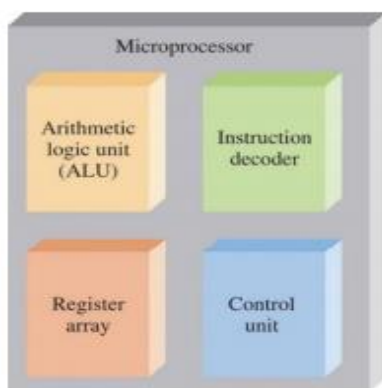 Microprocessor
Arithmetic
logic unit
(ALU)
Instruction
decoder
Register
array
Control
unit